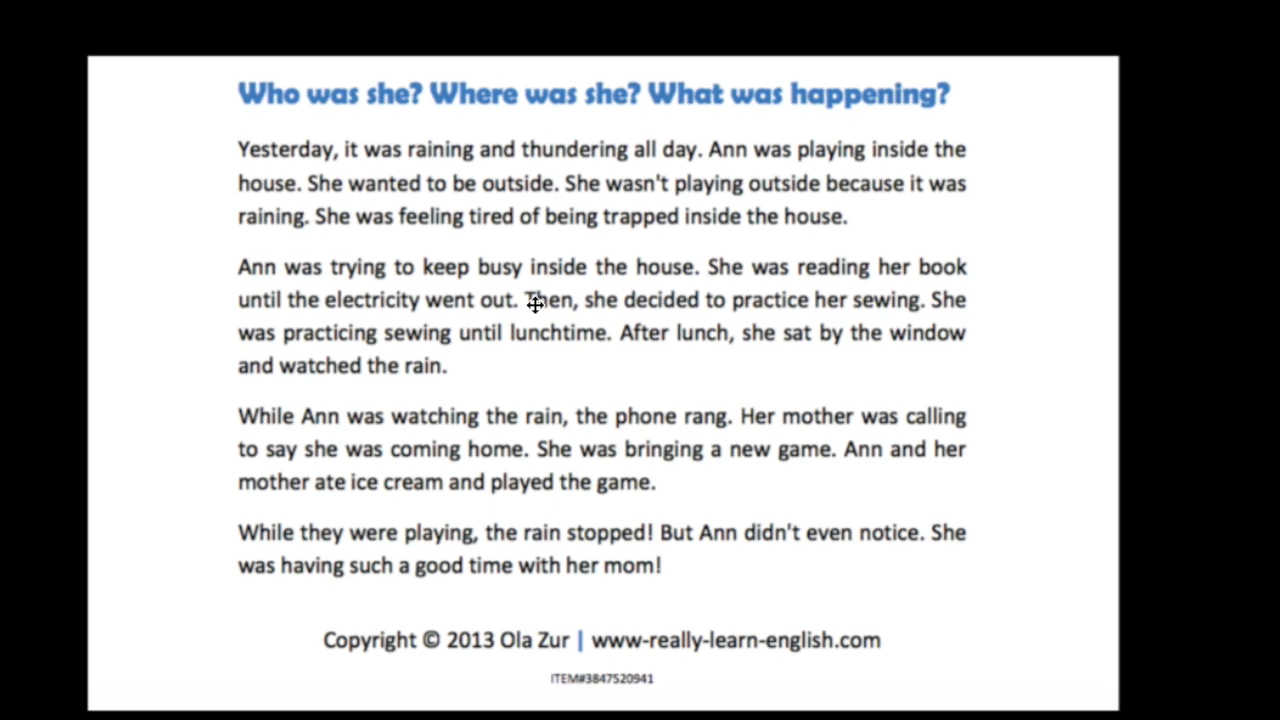 Who was she? Where was she? What was happening?
Yesterday, it was raining and thundering all day. Ann was playing inside the
house. She wanted to be outside. She wasn't playing outside because it was
raining. She was feeling tired of being trapped inside the house.
Ann was trying to keep busy inside the house. She was reading her book
until the electricity went out. Then, she decided to practice her sewing. She
was practicing sewing until lunchtime. After lunch, she sat by the window
and watched the rain.
While Ann was watching the rain, the phone rang. Her mother was calling
to say she was coming home. She was bringing a new game. Ann and her
mother ate ice cream and played the game.
While they were playing, the rain stopped! But Ann didn't even notice. She
was having such a good time with her mom!
Copyright © 2013 Ola Zur | www-really-learn-english.com
ITEM#3847520941